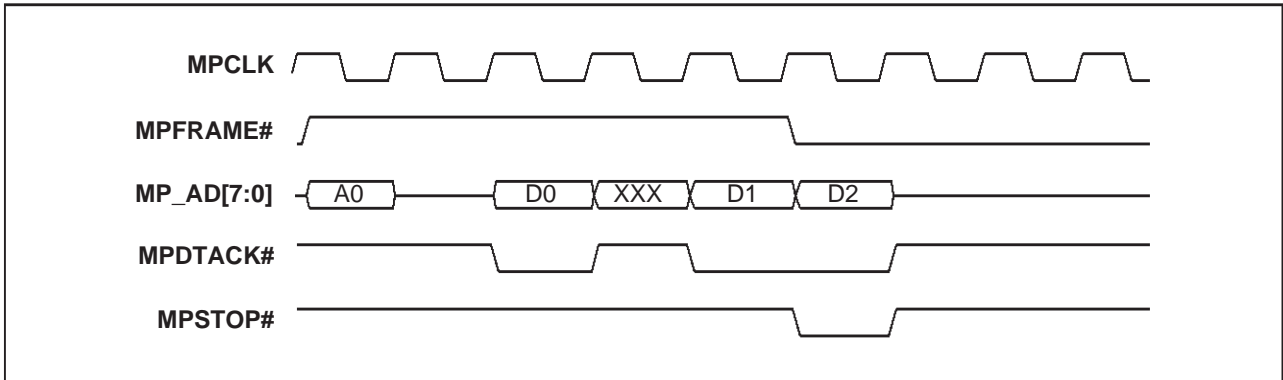 MPCLK
MPFRAME#
MP_AD[7:0] A0 D0 XXX D1 D2
MPDTACK#
MPSTOP#